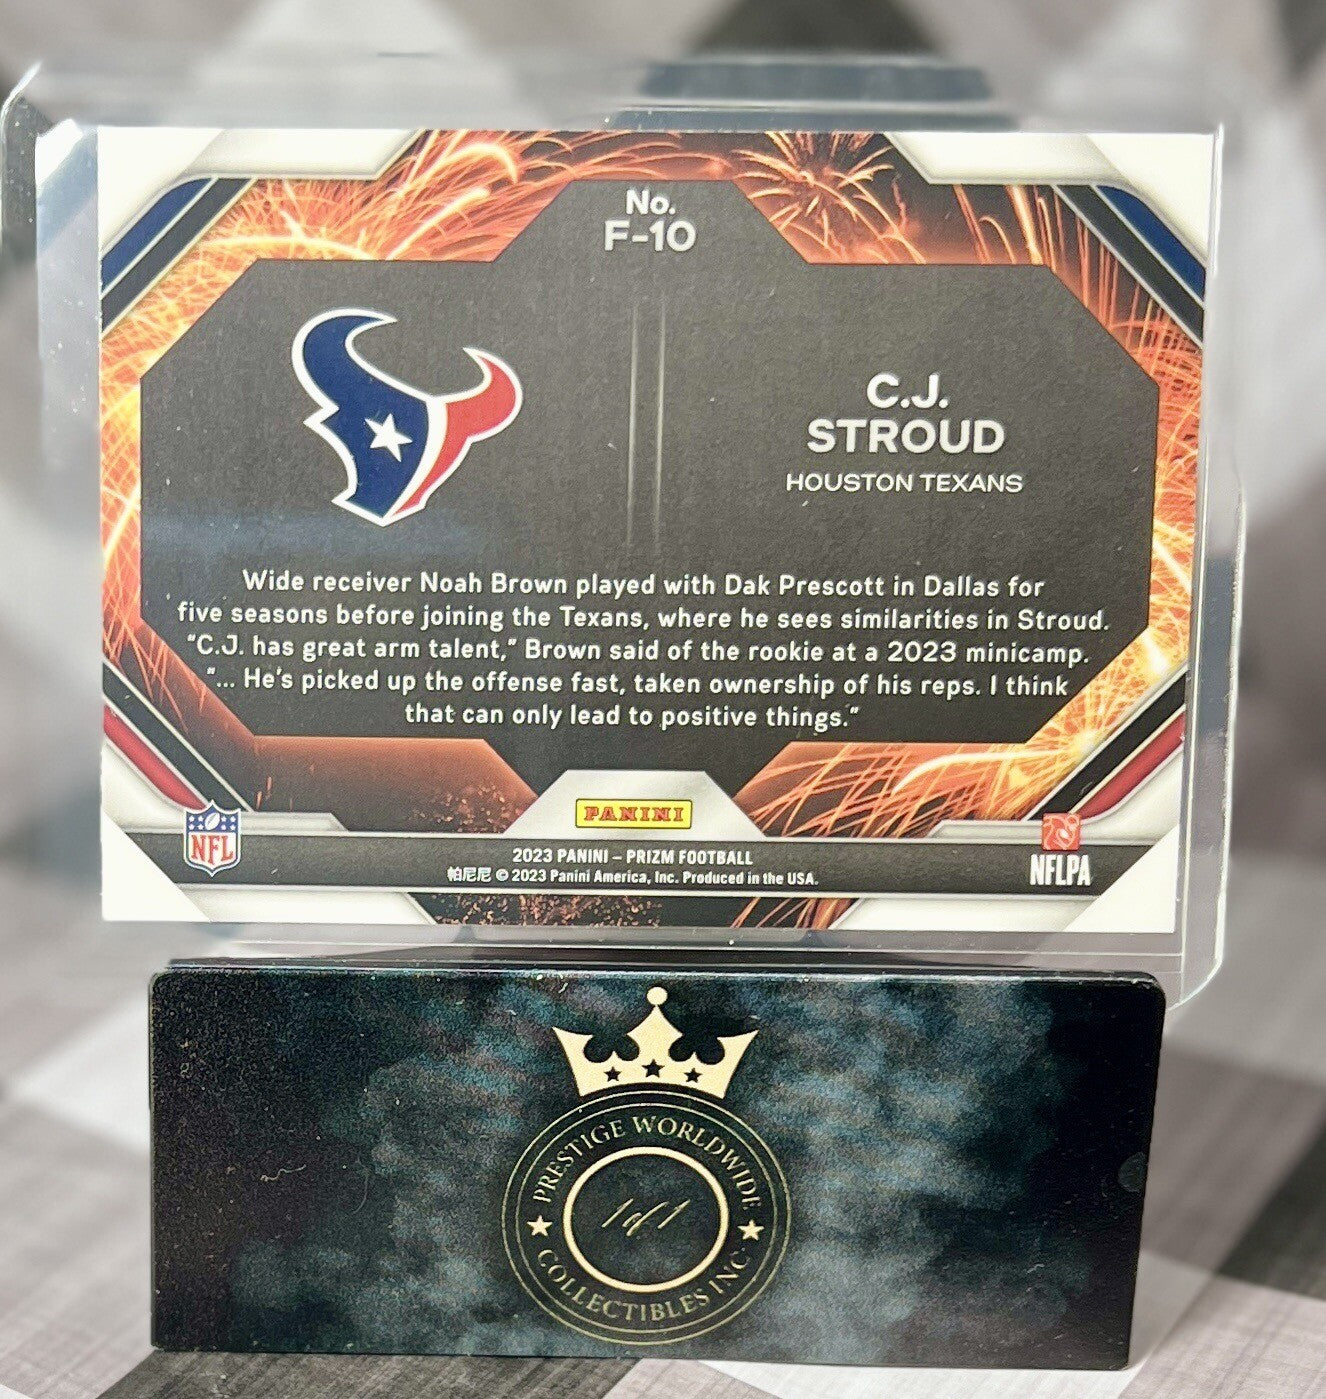 No.
F-10
C.J.
STROUD
HOUSTON TEXANS
Wide receiver Noah Brown played with Dak Prescott in Dallas for
five seasons before joining the Texans, where he sees similarities in Stroud.
"C.J. has great arm talent," Brown said of the rookie at a 2023 minicamp.
"... He's picked up the offense fast, taken ownership of his reps. I think
that can only lead to positive things."
PANINI
NFL
2023 PANINI – PRIZM FOOTBALL
帕尼尼 © 2023 Panini America, Inc. Produced in the USA.
NFLPA
PRESTIGE WORLDWIDE
1 of 1
COLLECTIBLES INC